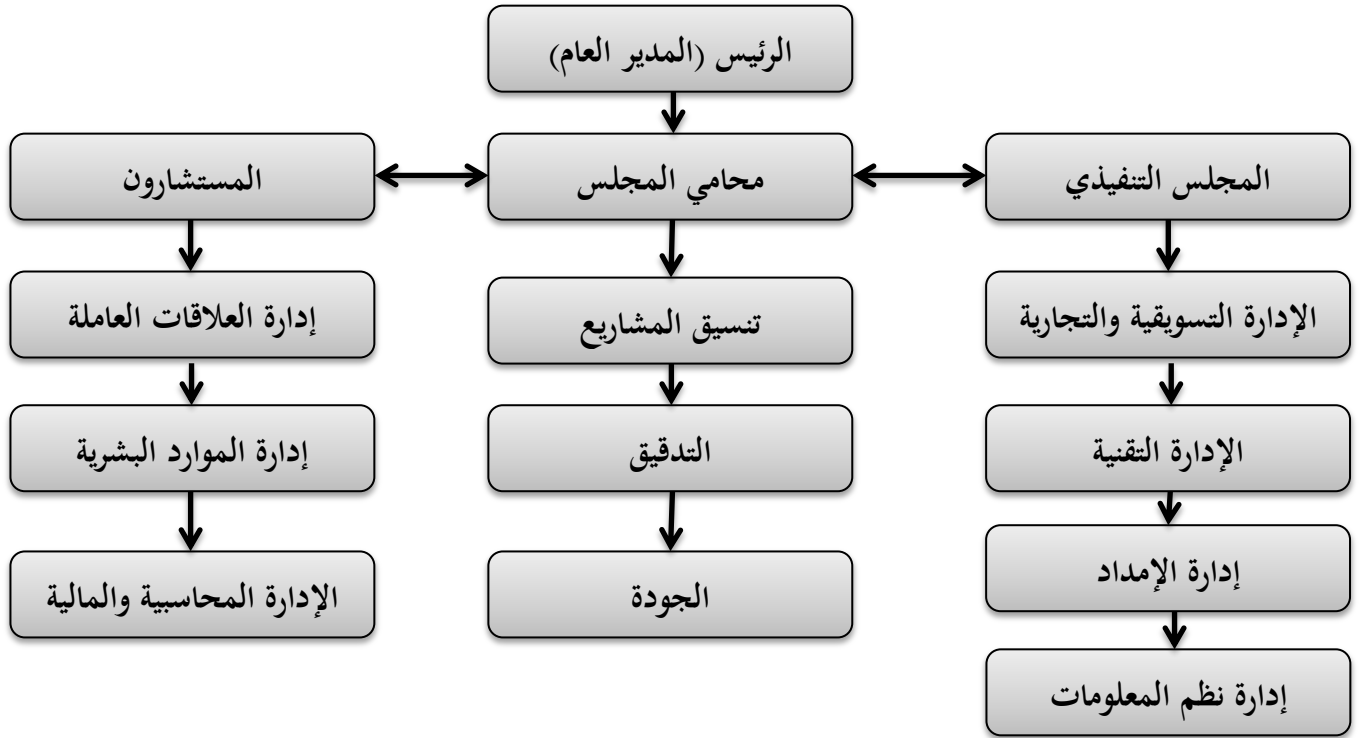 الرئيس (المدير العام)
المجلس التنفيذي
محامي المجلس
المستشارون
الإدارة التسويقية والتجارية
تنسيق المشاريع
إدارة العلاقات العاملة
الإدارة التقنية
التدقيق
إدارة الموارد البشرية
إدارة الإمداد
الجودة
الإدارة المحاسبية والمالية
إدارة نظم المعلومات